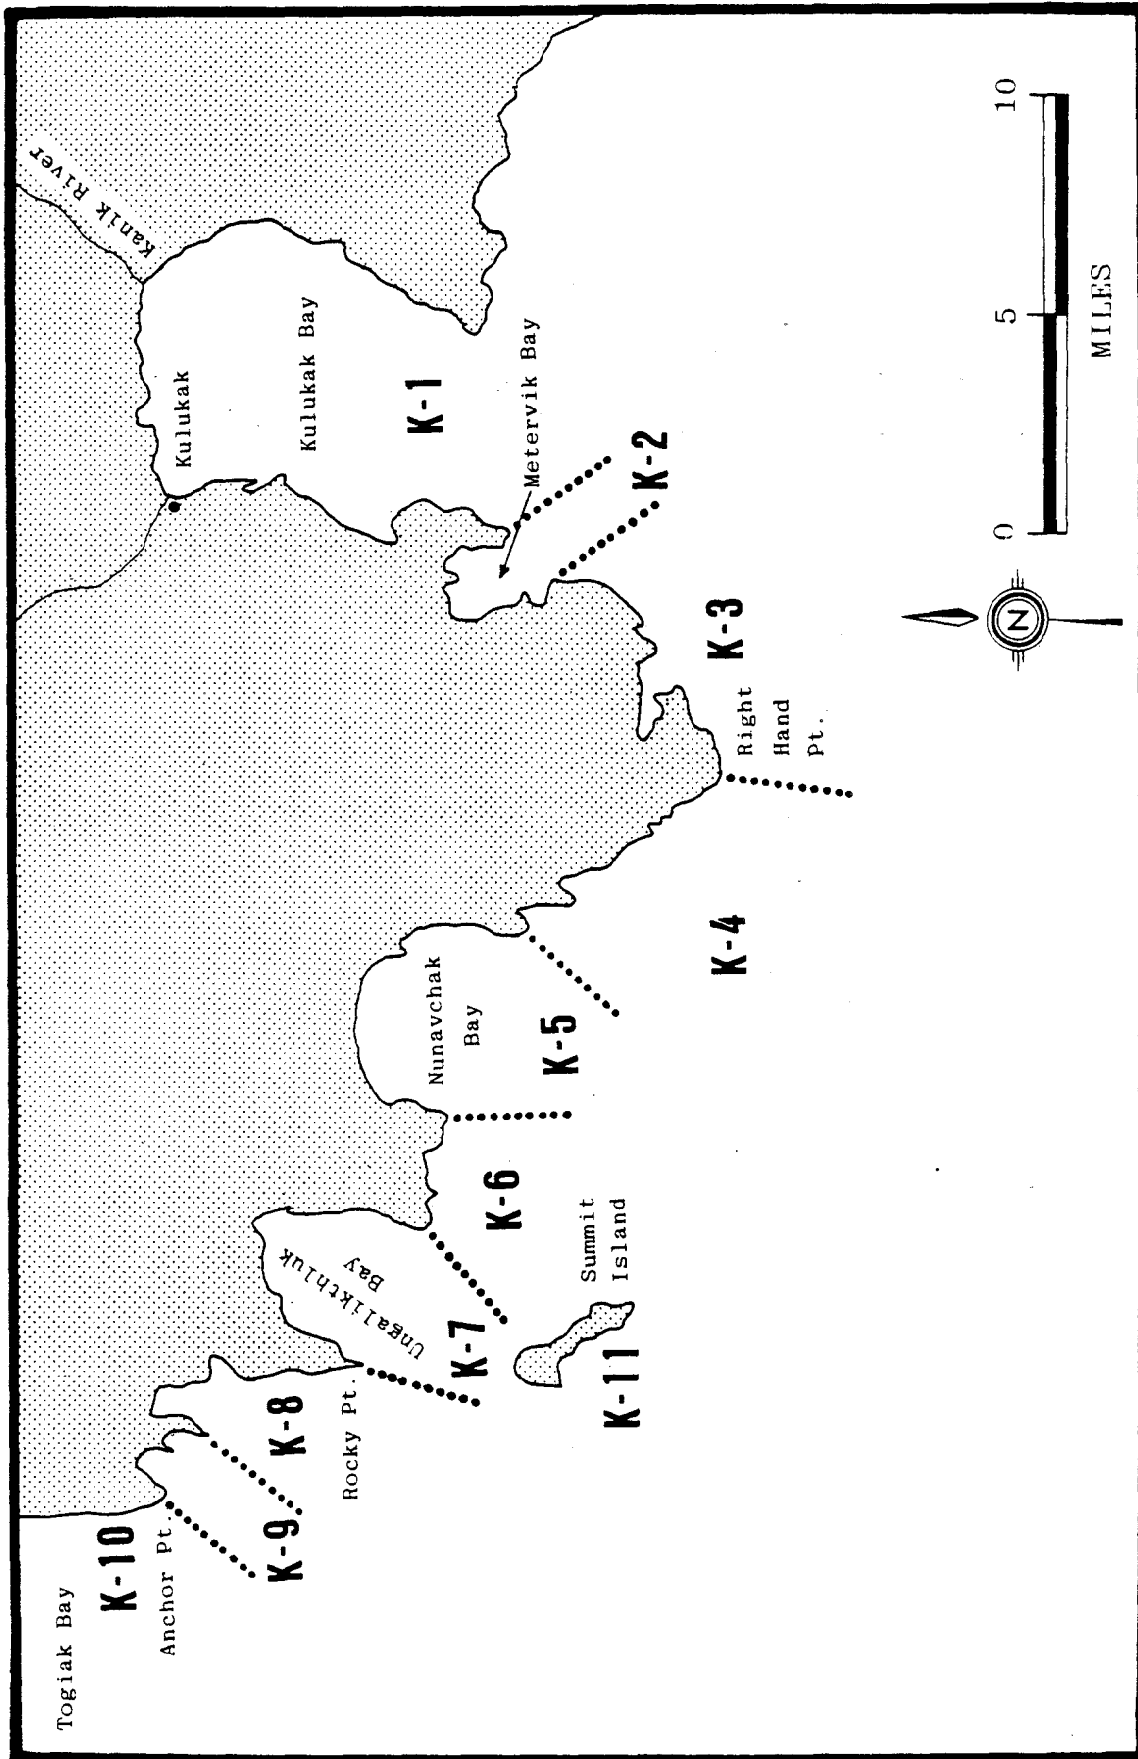 Togiak Bay
K-10
Anchor Pt.
K-9
K-8
Rocky Pt.
Ungalikthluk
Bay
K-7
K-11
Summit
Island
K-6
Nunavchak
Bay
K-5
K-4
Right
Hand
Pt.
K-3
K-2
Metervik Bay
K-1
Kulukak Bay
Kulukak
Kanik River
N
0 5 10
MILES